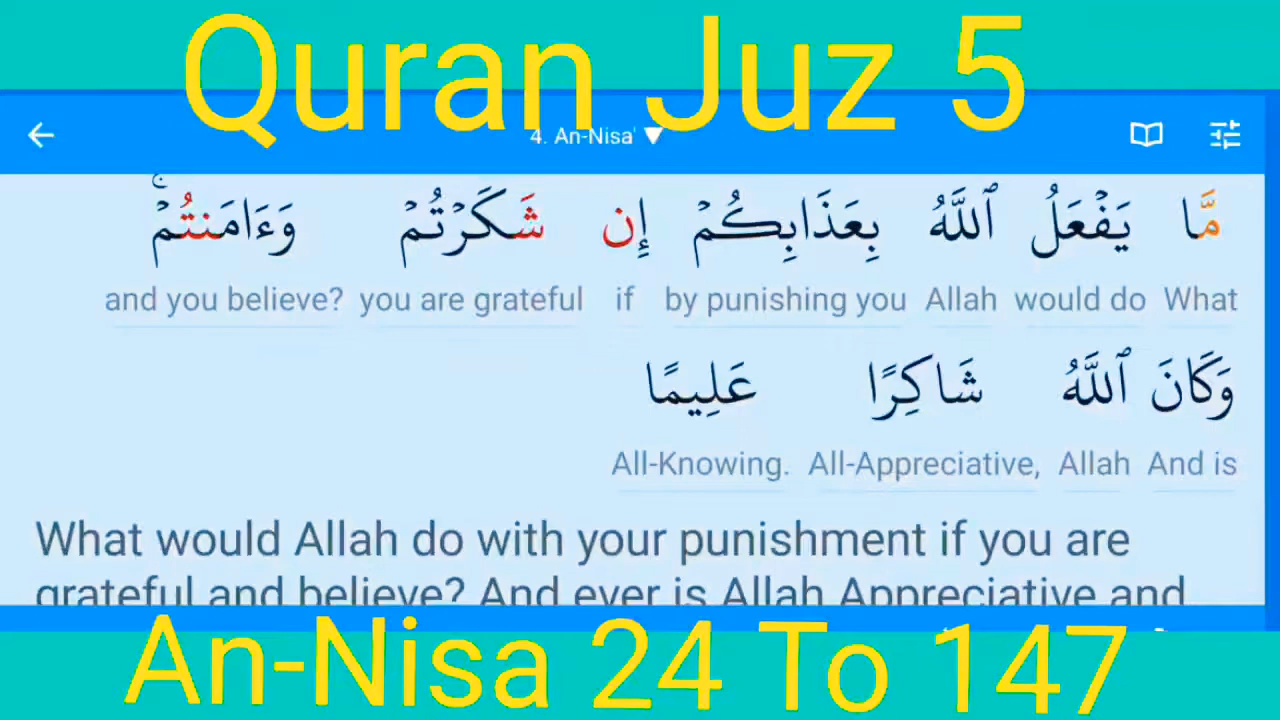 Quran Juz 5
4. An-Nisa' ▼
مَّا يَفْعَلُ ٱللَّهُ بِعَذَابِكُمْ إِن شَكَرْتُمْ وَءَامَنتُمْ ۚ
What would do Allah by punishing you if you are grateful and you believe?
وَكَانَ ٱللَّهُ شَاكِرًا عَلِيمًا
And is Allah All-Appreciative, All-Knowing.
What would Allah do with your punishment if you are
grateful and believe? And ever is Allah Appreciative and
An-Nisa 24 To 147